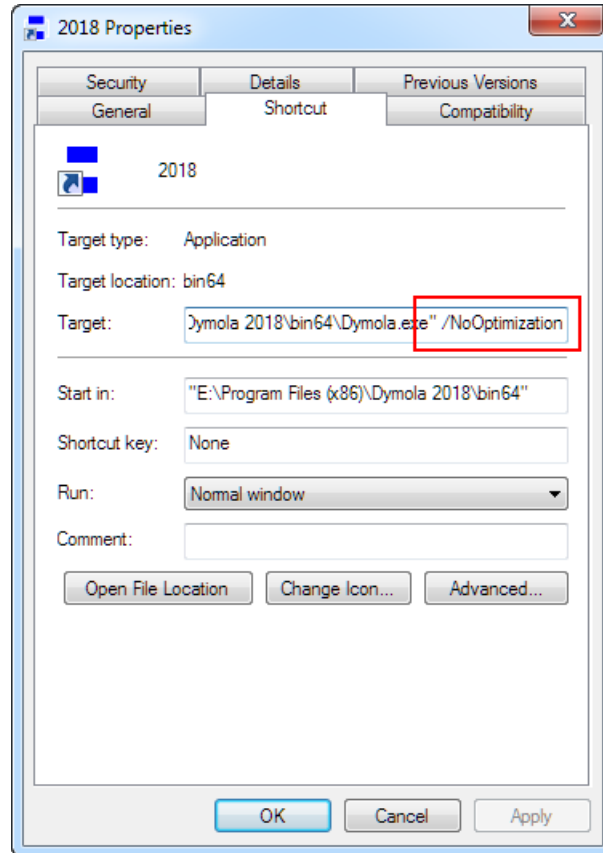 2018 Properties
Security Details Previous Versions
General Shortcut Compatibility
2018
Target type: Application
Target location: bin64
Target: Dymola 2018\bin64\Dymola.exe" /NoOptimization
Start in: "E:\Program Files (x86)\Dymola 2018\bin64"
Shortcut key: None
Run: Normal window
Comment:
Open File Location Change Icon... Advanced...
OK Cancel Apply